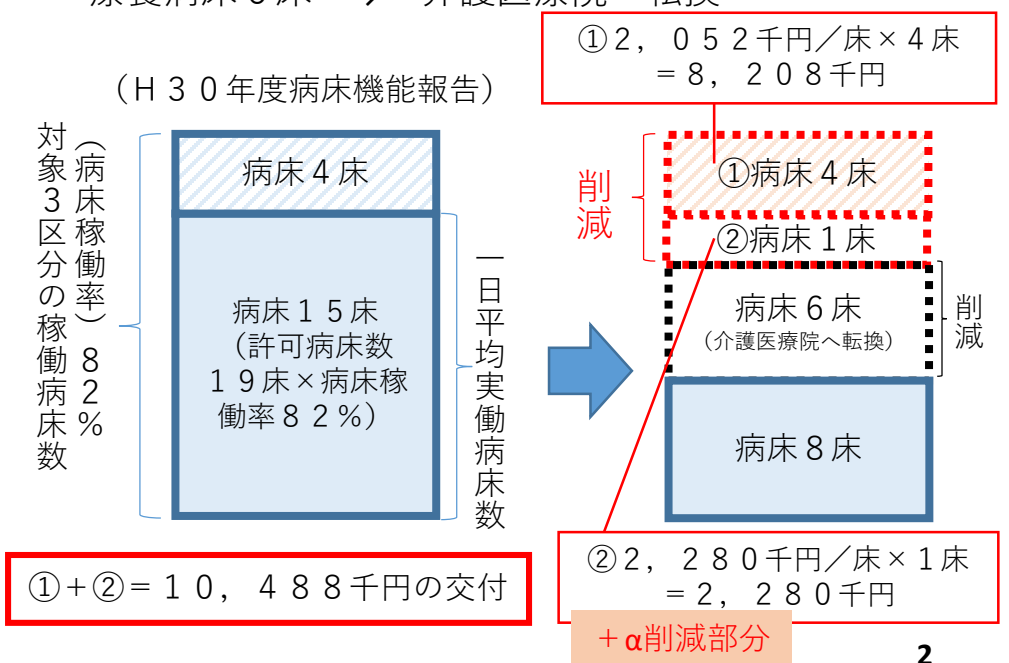 (H30年度病床機能報告)
対象3区分の稼働病床数
(病床稼働率)82%
病床4床
病床15床
(許可病床数
19床×病床稼
働率82%)
一日平均実働病床数
①2,052千円/床×4床
=8,208千円
削減
①病床4床
②病床1床
病床6床
(介護医療院へ転換)
削減
病床8床
①+②=10,488千円の交付
②2,280千円/床×1床
=2,280千円
+α削減部分
2